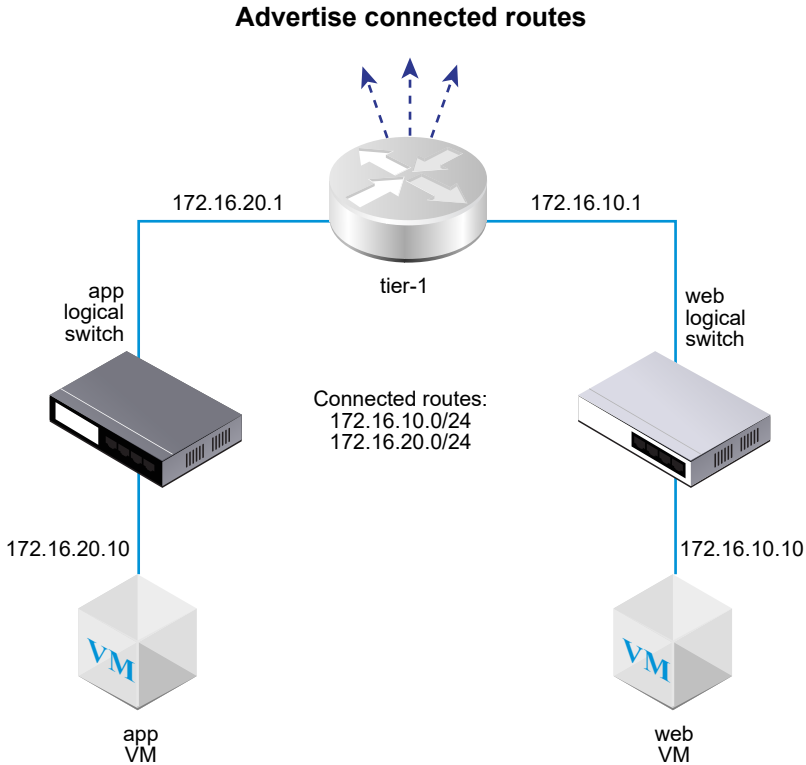 Advertise connected routes
172.16.20.1
172.16.10.1
tier-1
app
logical
switch
web
logical
switch
Connected routes:
172.16.10.0/24
172.16.20.0/24
172.16.20.10
172.16.10.10
VM
VM
app
VM
web
VM